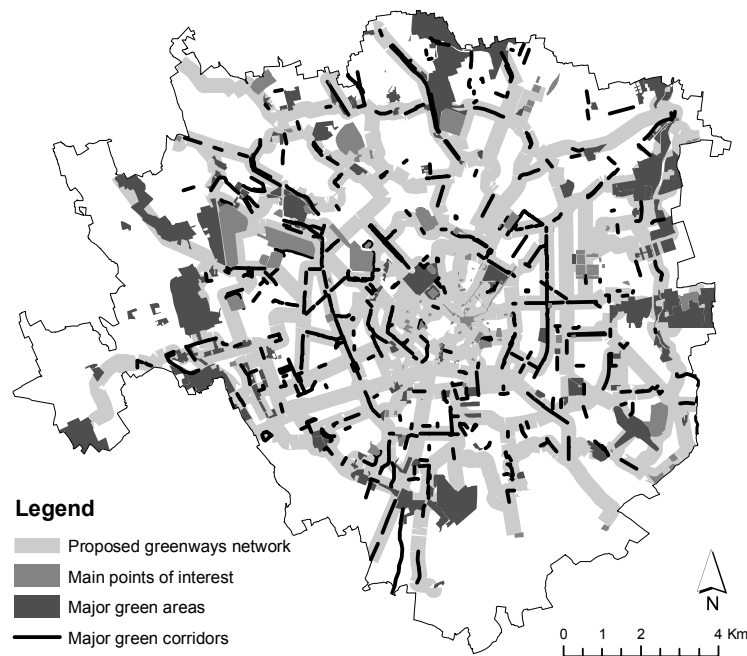 Legend
Proposed greenways network
Main points of interest
Major green areas
Major green corridors
N
0 1 2 4 Km